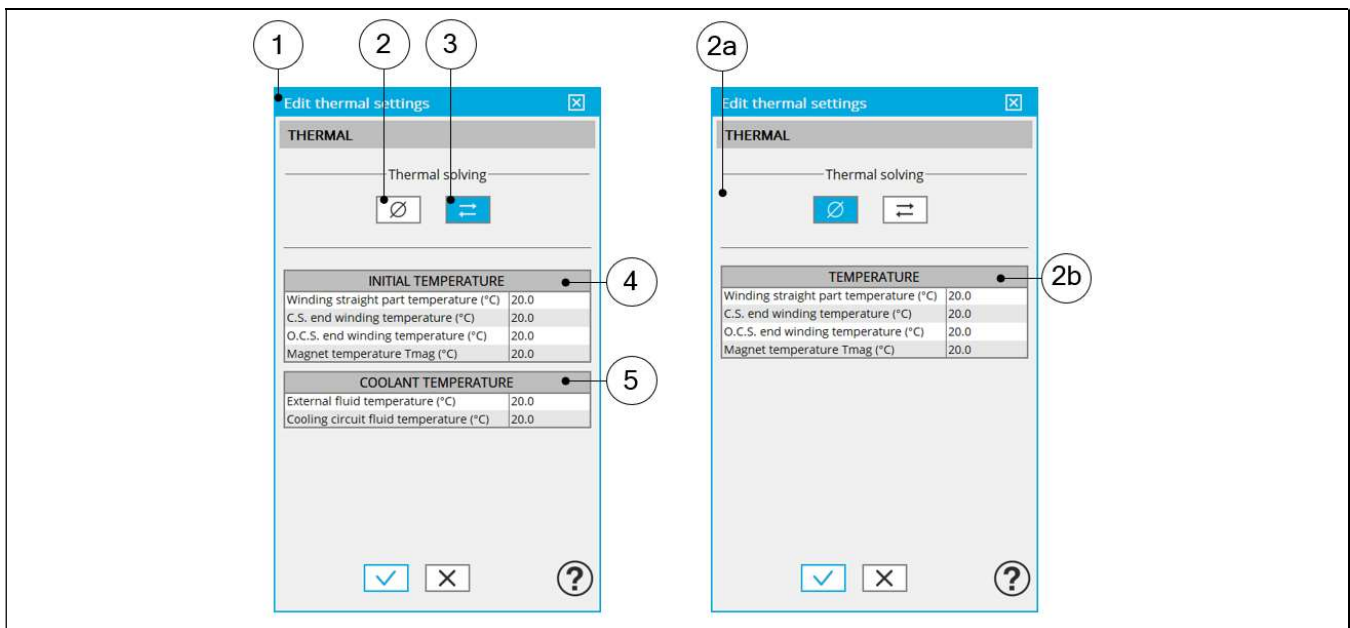 1
2
3
2a
Edit thermal settings
THERMAL
Thermal solving
INITIAL TEMPERATURE
4
Winding straight part temperature (°C) 20.0
C.S. end winding temperature (°C) 20.0
O.C.S. end winding temperature (°C) 20.0
Magnet temperature Tmag (°C) 20.0
COOLANT TEMPERATURE
5
External fluid temperature (°C) 20.0
Cooling circuit fluid temperature (°C) 20.0
?
Edit thermal settings
THERMAL
Thermal solving
TEMPERATURE
2b
Winding straight part temperature (°C) 20.0
C.S. end winding temperature (°C) 20.0
O.C.S. end winding temperature (°C) 20.0
Magnet temperature Tmag (°C) 20.0
?